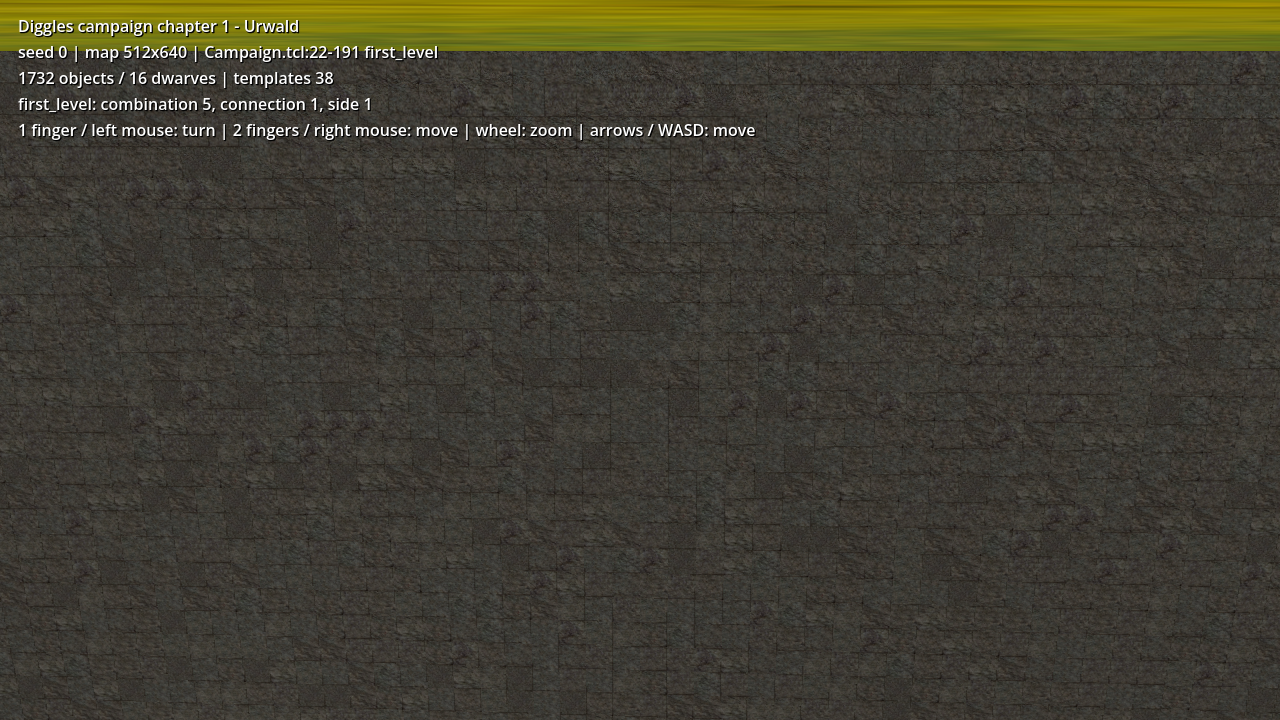 Diggles campaign chapter 1 - Urwald
seed 0 | map 512x640 | Campaign.tcl:22-191 first_level
1732 objects / 16 dwarves | templates 38
first_level: combination 5, connection 1, side 1
1 finger / left mouse: turn | 2 fingers / right mouse: move | wheel: zoom | arrows / WASD: move